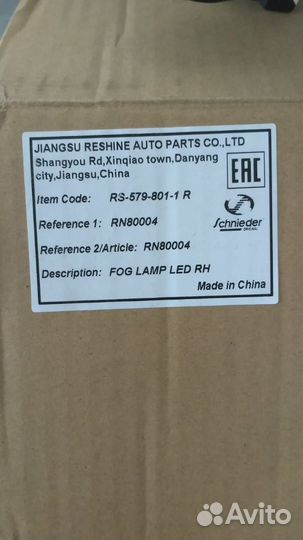 JIANGSU RESHINE AUTO PARTS CO.,LTD
Shangyou Rd,Xinqiao town,Danyang
city,Jiangsu,China
EAC
Item Code: RS-579-801-1 R
Reference 1: RN80004
Schnieder
Reference 2/Article: RN80004
Description: FOG LAMP LED RH
Made in China
Avito